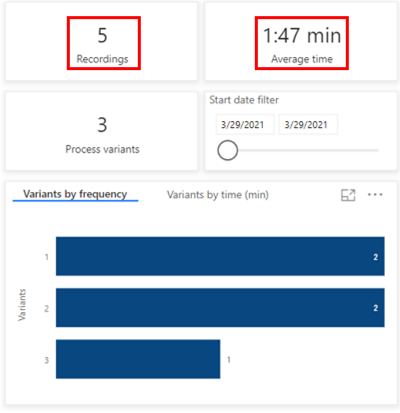 5
Recordings
1:47 min
Average time
3
Process variants
Start date filter
3/29/2021 3/29/2021
Variants by frequency Variants by time (min)
Variants
1 2
2 2
3 1